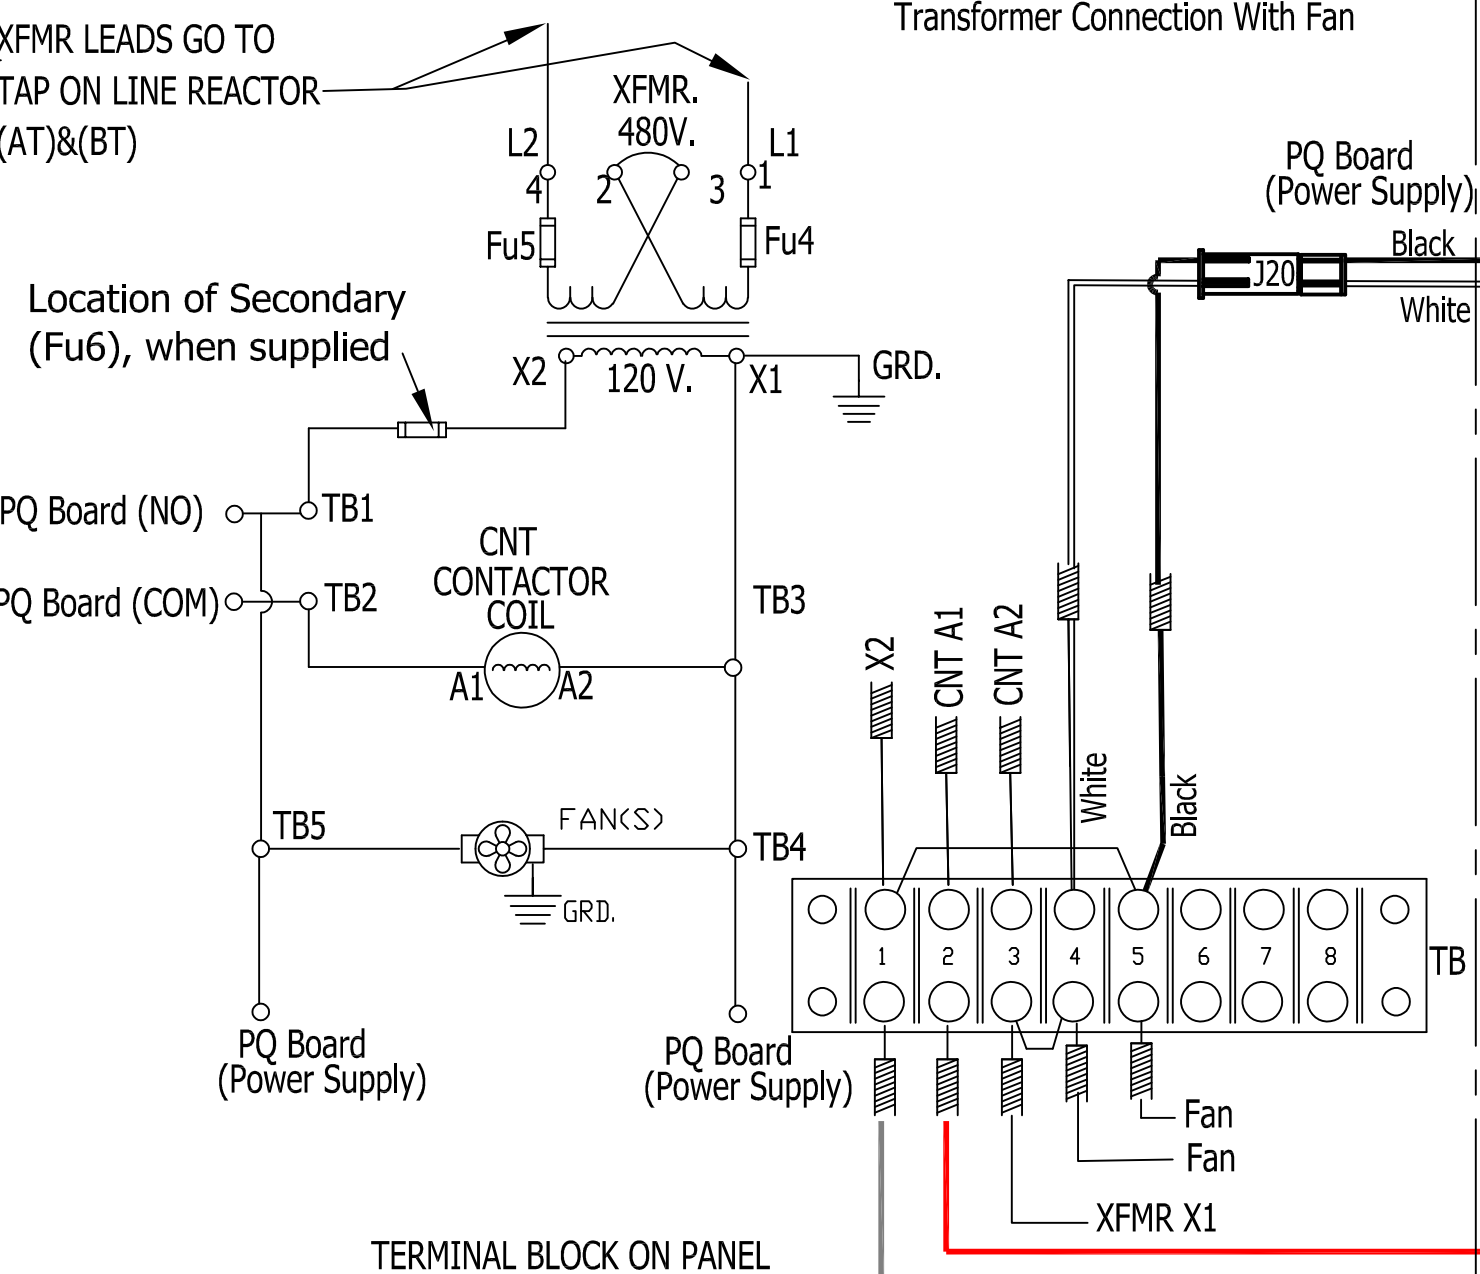 Transformer Connection With Fan
XFMR LEADS GO TO
TAP ON LINE REACTOR
(AT)&(BT)
XFMR.
480V.
L2
L1
4
2
3
1
Fu5
Fu4
PQ Board
(Power Supply)
Black
J20
White
Location of Secondary
(Fu6), when supplied
X2
120 V.
X1
GRD.
PQ Board (NO)
TB1
CNT
CONTACTOR
COIL
PQ Board (COM)
TB2
TB3
A1
A2
X2
CNT A1
CNT A2
White
Black
FAN(S)
TB5
TB4
GRD.
1
2
3
4
5
6
7
8
TB
PQ Board
(Power Supply)
PQ Board
(Power Supply)
Fan
Fan
XFMR X1
TERMINAL BLOCK ON PANEL